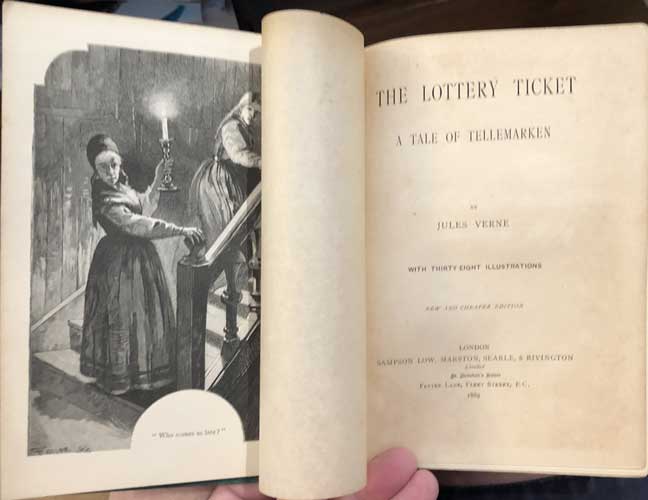 "Who comes so late?"
THE LOTTERY TICKET
A TALE OF TELLEMARKEN
BY
JULES VERNE
WITH THIRTY-EIGHT ILLUSTRATIONS
NEW AND CHEAPER EDITION
LONDON
SAMPSON LOW, MARSTON, SEARLE, & RIVINGTON
Limited
St. Dunstan's House
FETTER LANE, FLEET STREET, E.C.
1889